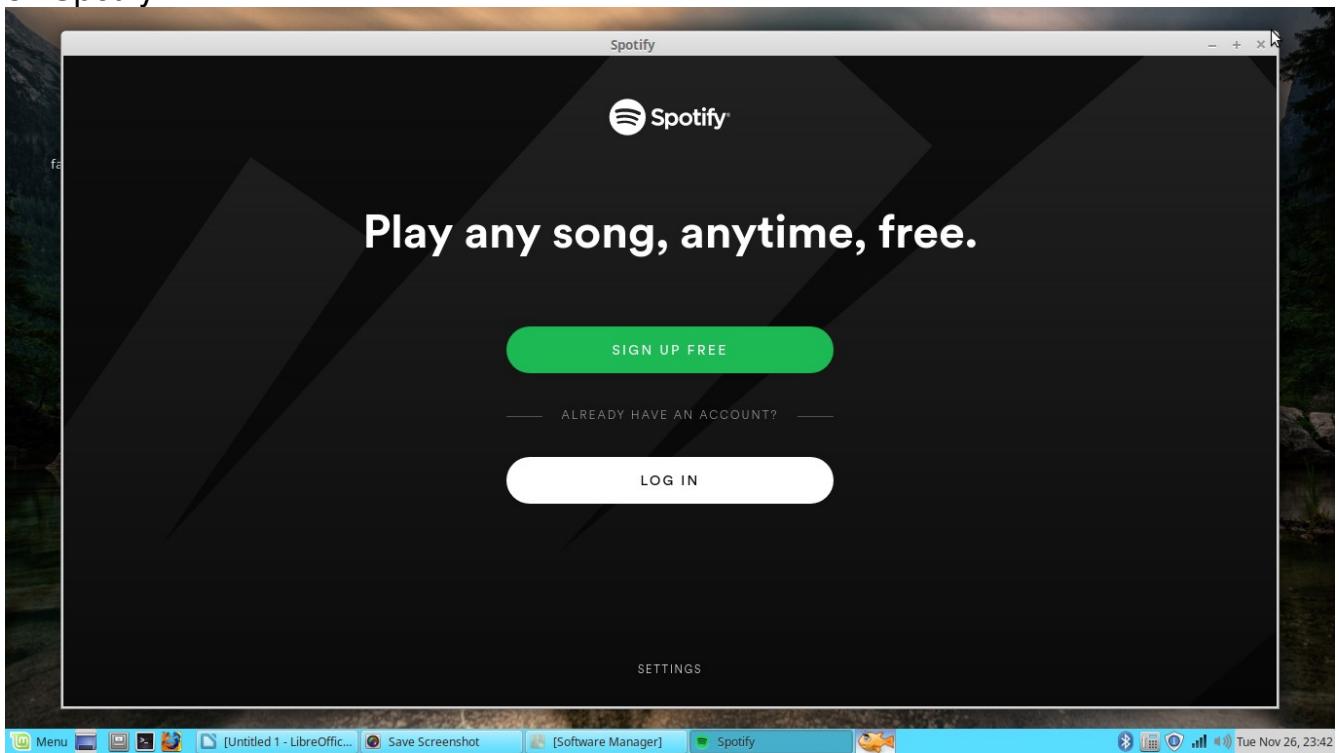 Spotify
Spotify
fa
Play any song, anytime, free.
SIGN UP FREE
ALREADY HAVE AN ACCOUNT?
LOG IN
SETTINGS
Menu [Untitled 1 - LibreOffic... Save Screenshot [Software Manager] Spotify Tue Nov 26, 23:42